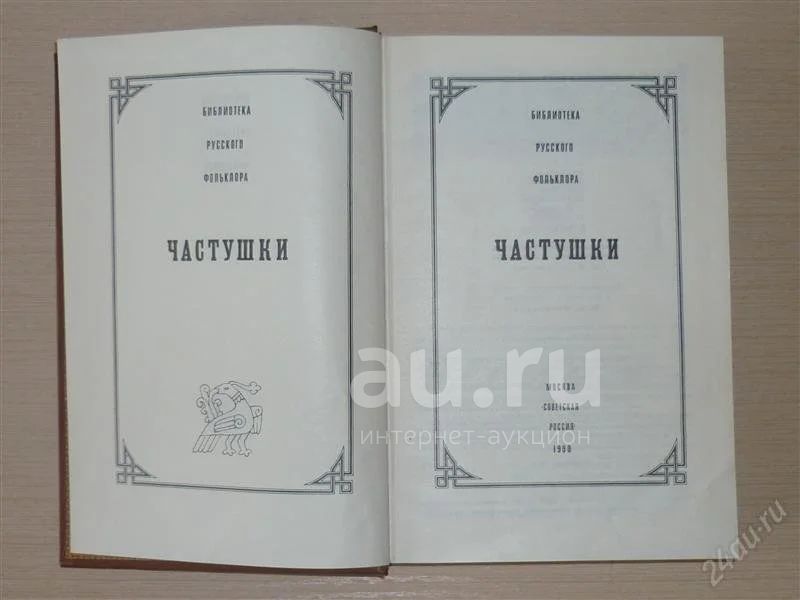 БИБЛИОТЕКА
РУССКОГО
ФОЛЬКЛОРА
ЧАСТУШКИ
БИБЛИОТЕКА
РУССКОГО
ФОЛЬКЛОРА
ЧАСТУШКИ
МОСКВА
СОВЕТСКАЯ
РОССИЯ
1990
au.ru
интернет-аукцион
24au.ru